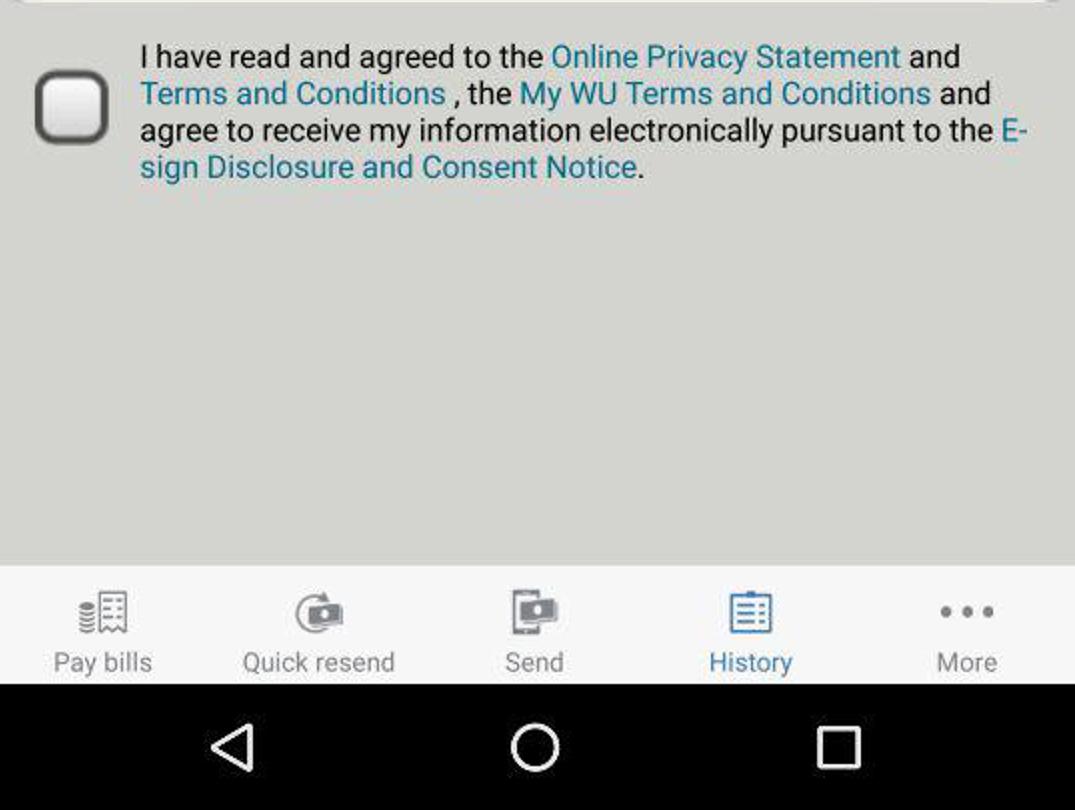 I have read and agreed to the Online Privacy Statement and
Terms and Conditions , the My WU Terms and Conditions and
agree to receive my information electronically pursuant to the E-
sign Disclosure and Consent Notice.
Pay bills
Quick resend
Send
History
More